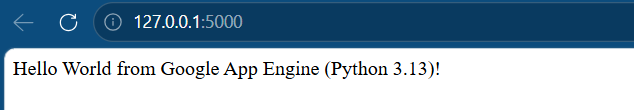 127.0.0.1:5000
Hello World from Google App Engine (Python 3.13)!